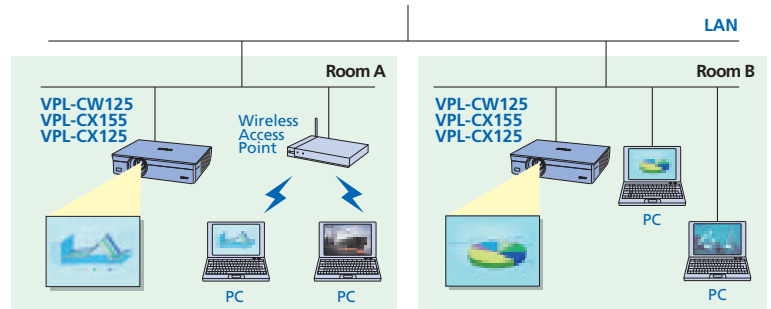 LAN
Room A
VPL-CW125
VPL-CX155
VPL-CX125
Wireless
Access
Point
PC
PC
Room B
VPL-CW125
VPL-CX155
VPL-CX125
PC
PC